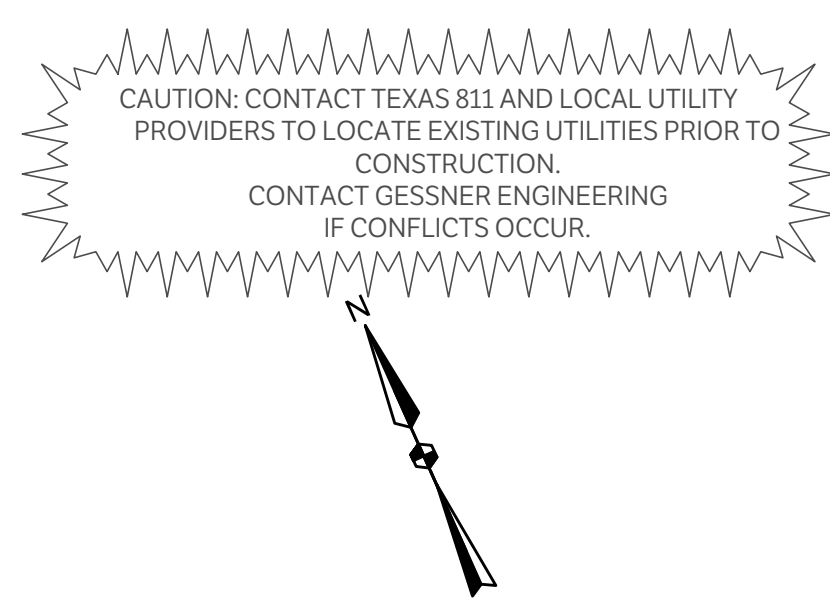 CAUTION: CONTACT TEXAS 811 AND LOCAL UTILITY
PROVIDERS TO LOCATE EXISTING UTILITIES PRIOR TO
CONSTRUCTION.
CONTACT GESSNER ENGINEERING
IF CONFLICTS OCCUR.
N